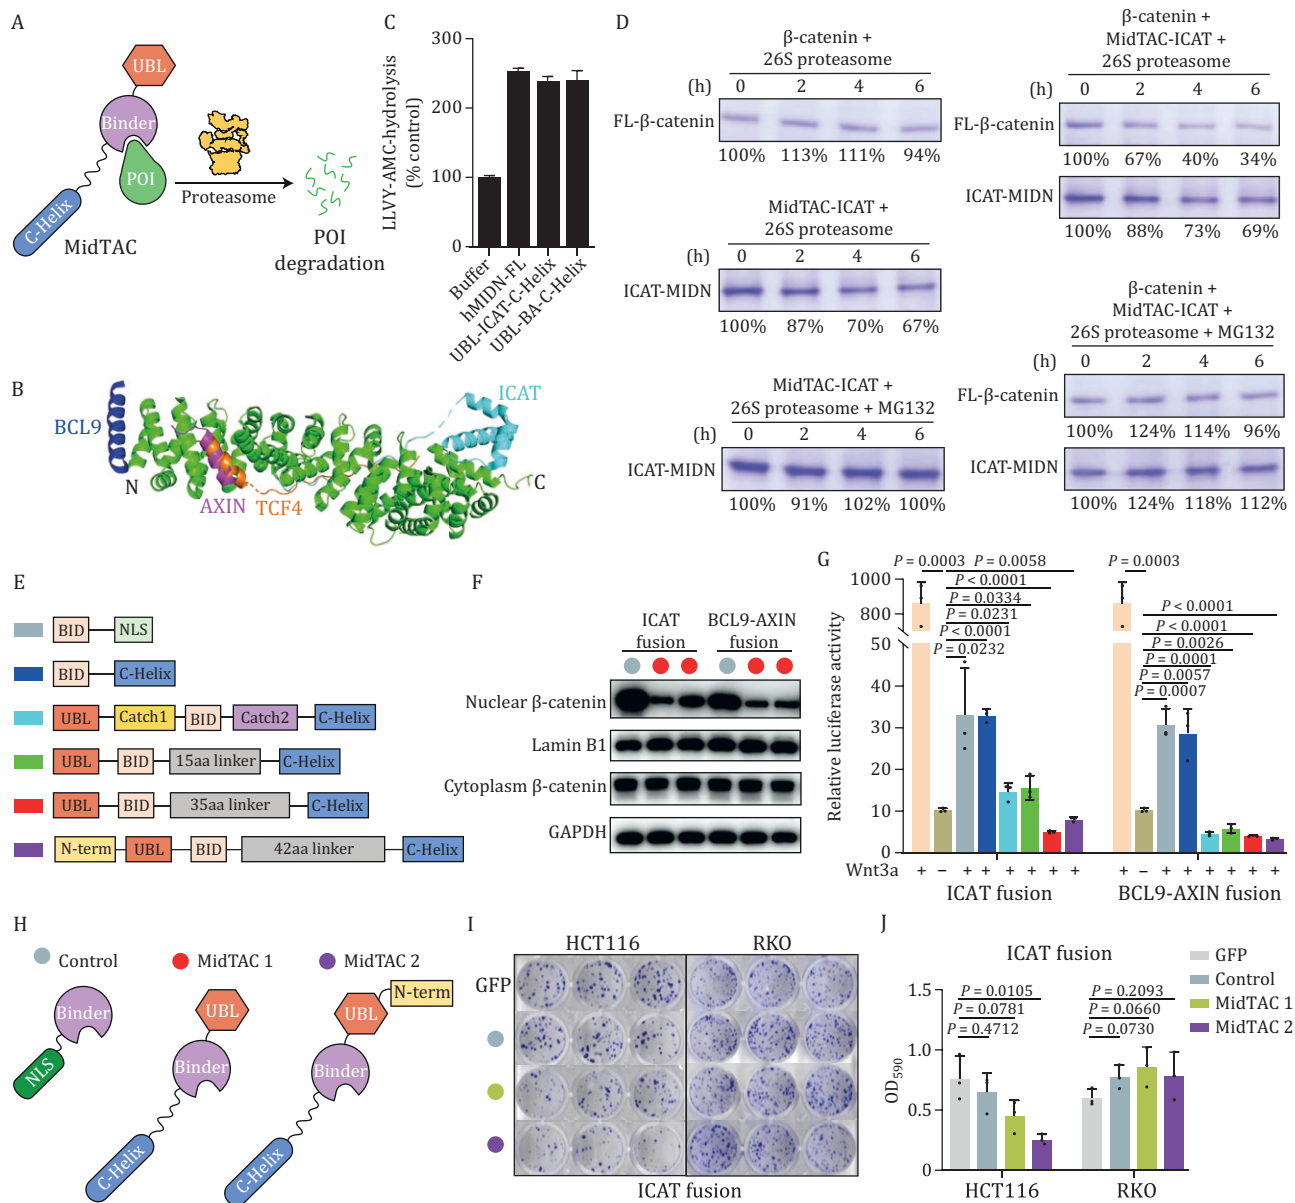 A
UBL
Binder
POI
C-Helix
MidTAC
Proteasome
POI
degradation
C
LLVY-AMC-hydrolysis
(% control)
300
200
100
0
Buffer
hMIDN-FL
UBL-ICAT-C-Helix
UBL-BA-C-Helix
D
β-catenin +
26S proteasome
(h) 0 2 4 6
FL-β-catenin
100% 113% 111% 94%
MidTAC-ICAT +
26S proteasome
(h) 0 2 4 6
ICAT-MIDN
100% 87% 70% 67%
MidTAC-ICAT +
26S proteasome + MG132
(h) 0 2 4 6
ICAT-MIDN
100% 91% 102% 100%
β-catenin +
MidTAC-ICAT +
26S proteasome
(h) 0 2 4 6
FL-β-catenin
100% 67% 40% 34%
ICAT-MIDN
100% 88% 73% 69%
β-catenin +
MidTAC-ICAT +
26S proteasome + MG132
(h) 0 2 4 6
FL-β-catenin
100% 124% 114% 96%
ICAT-MIDN
100% 124% 118% 112%
B
BCL9
N
AXIN
TCF4
ICAT
C
E
BID NLS
BID C-Helix
UBL Catch1 BID Catch2 C-Helix
UBL BID 15aa linker C-Helix
UBL BID 35aa linker C-Helix
N-term UBL BID 42aa linker C-Helix
F
ICAT BCL9-AXIN
fusion fusion
Nuclear β-catenin
Lamin B1
Cytoplasm β-catenin
GAPDH
G
Relative luciferase activity
1000
800
50
40
30
20
10
0
P = 0.0003
P = 0.0058
P < 0.0001
P = 0.0334
P = 0.0231
P < 0.0001
P = 0.0232
P = 0.0003
P < 0.0001
P < 0.0001
P = 0.0026
P = 0.0001
P = 0.0057
P = 0.0007
Wnt3a + − + + + + + + + − + + + + + +
ICAT fusion BCL9-AXIN fusion
H
Control MidTAC 1 MidTAC 2
Binder
NLS
UBL
Binder
C-Helix
N-term
UBL
Binder
C-Helix
I
HCT116 RKO
GFP
ICAT fusion
J
ICAT fusion
GFP
Control
MidTAC 1
MidTAC 2
OD590
1.5
1.0
0.5
0
P = 0.0105
P = 0.0781
P = 0.4712
P = 0.2093
P = 0.0660
P = 0.0730
HCT116 RKO